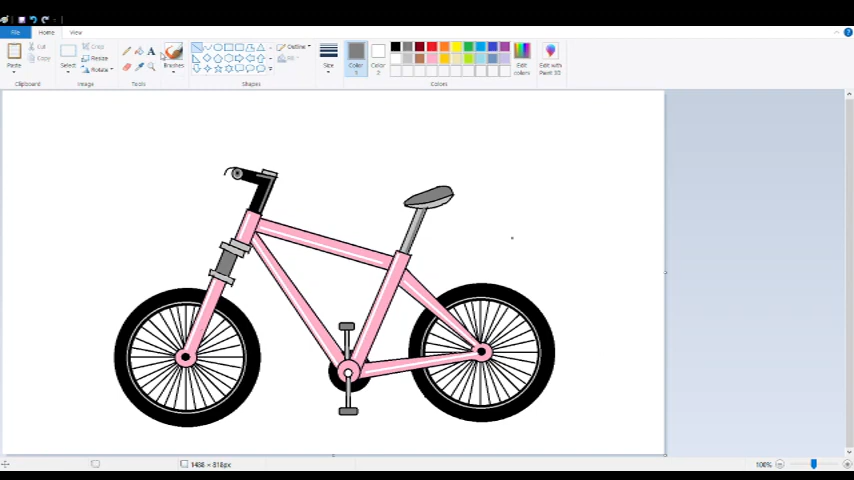 File Home View
Cut
Copy
Paste
Clipboard
Select
Crop
Resize
Rotate
Image
A
Tools
Brushes
Shapes
Outline
Fill
Size
Color
1
Color
2
Colors
Edit
colors
Edit with
Paint 3D
1438 × 818px
100%